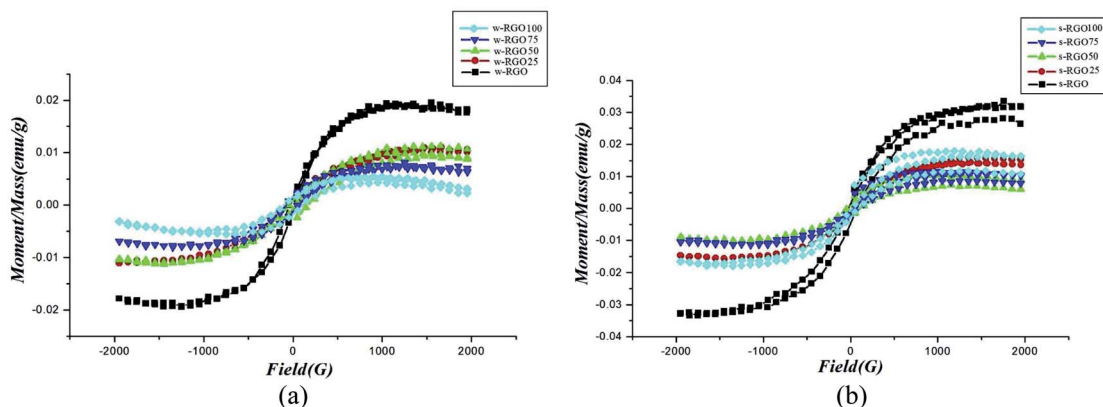 w-RGO100
w-RGO75
w-RGO50
w-RGO25
w-RGO
Moment/Mass(emu/g)
0.02
0.01
0.00
-0.01
-0.02
-2000 -1000 0 1000 2000
Field(G)
(a)
s-RGO100
s-RGO75
s-RGO50
s-RGO25
s-RGO
Moment/Mass(emu/g)
0.04
0.03
0.02
0.01
0.00
-0.01
-0.02
-0.03
-0.04
-2000 -1000 0 1000 2000
Field(G)
(b)